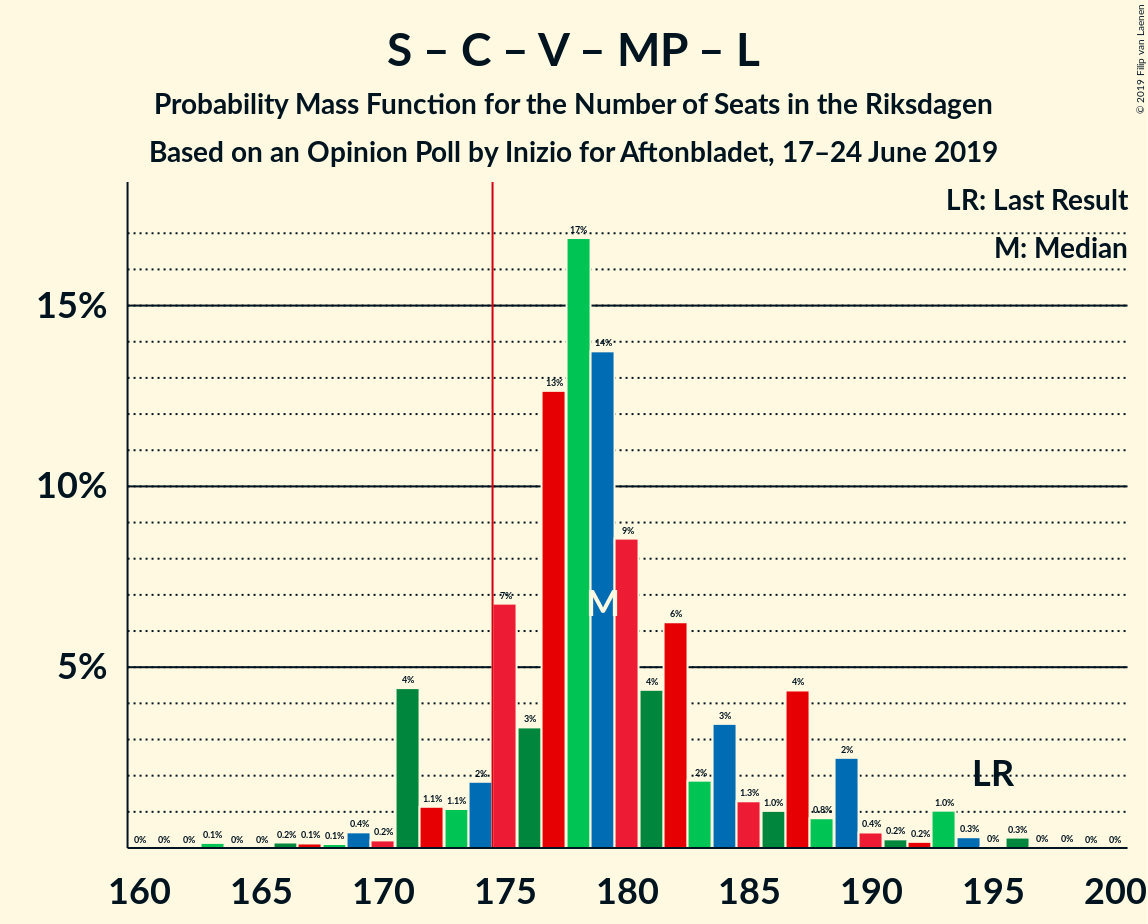 S – C – V – MP – L
Probability Mass Function for the Number of Seats in the Riksdagen
Based on an Opinion Poll by Inizio for Aftonbladet, 17–24 June 2019
© 2019 Filip van Laenen
LR: Last Result
M: Median
15%
10%
5%
0% 0% 0% 0.1% 0% 0% 0.2% 0.1% 0.1% 0.4% 0.2% 4% 1.1% 1.1% 2% 7% 3% 13% 17% 14% 9% 4% 6% 2% 3% 1.3% 1.0% 4% 0.8% 2% 0.4% 0.2% 0.2% 1.0% 0.3% 0% 0.3% 0% 0% 0% 0%
M
LR
160 165 170 175 180 185 190 195 200